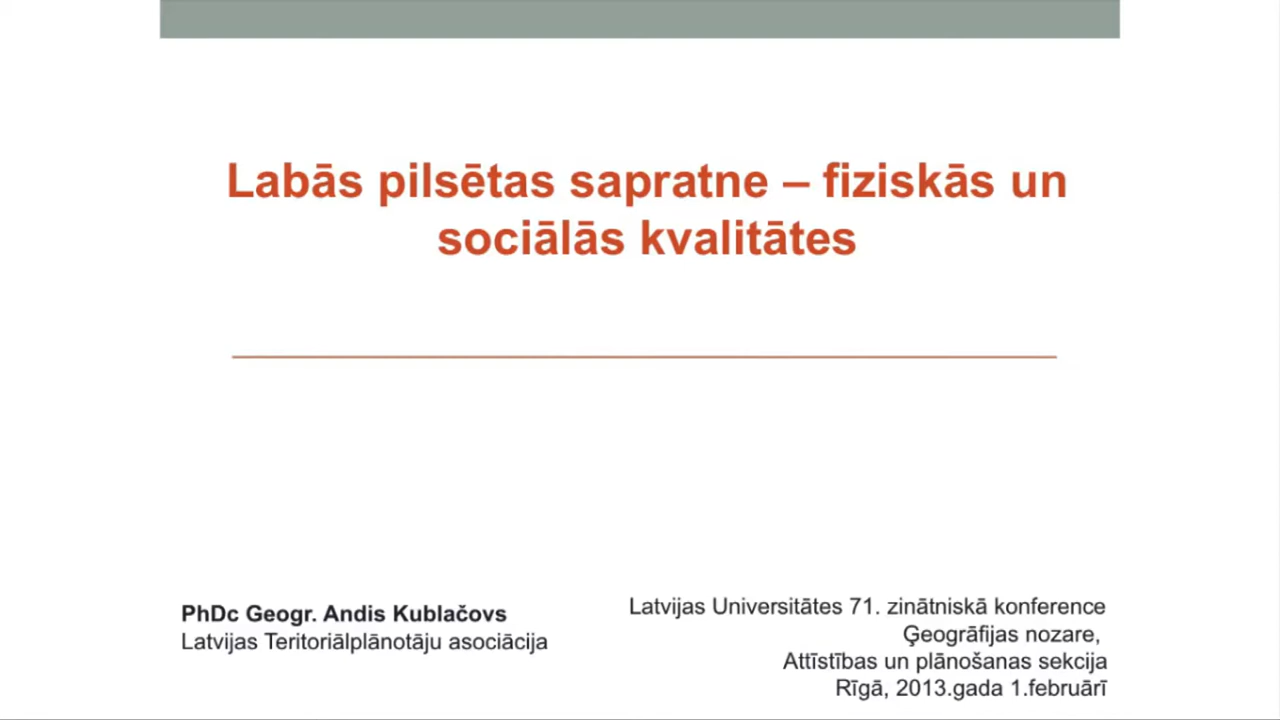 Labās pilsētas sapratne – fiziskās un
sociālās kvalitātes
PhDc Geogr. Andis Kublačovs
Latvijas Teritoriālplānotāju asociācija
Latvijas Universitātes 71. zinātniskā konference
Ģeogrāfijas nozare,
Attīstības un plānošanas sekcija
Rīgā, 2013.gada 1.februārī